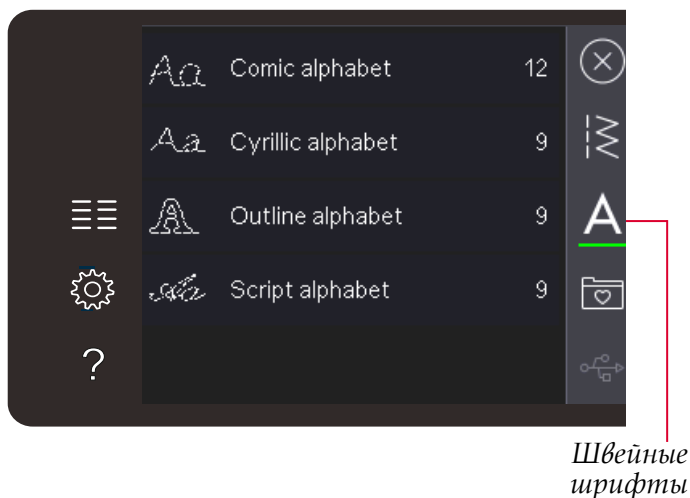 Aa Comic alphabet 12
Aa Cyrillic alphabet 9
A Outline alphabet 9
Script alphabet 9
A
?
Швейные
шрифты